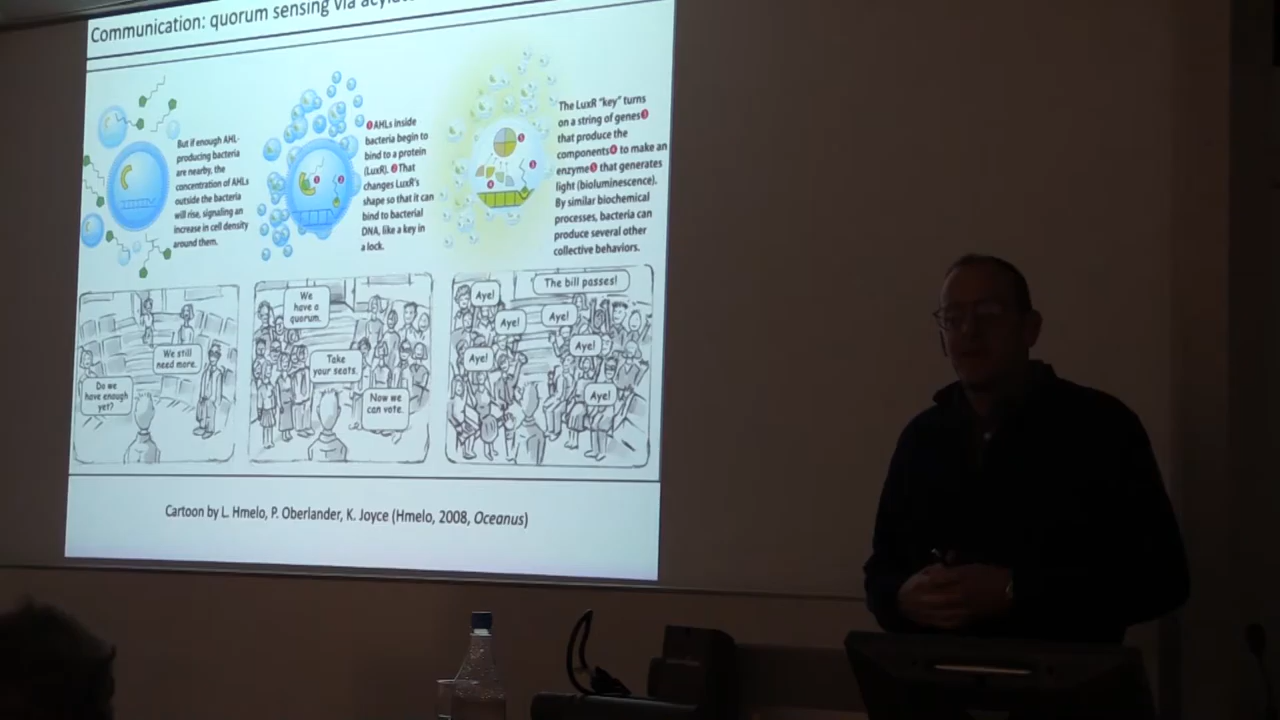 Communication: quorum sensing via
But if enough AHL-
producing bacteria
are nearby, the
concentration of AHLs
outside the bacteria
will rise, signaling an
increase in cell density
around them.
1 AHLs inside
bacteria begin to
bind to a protein
(LuxR). 2 That
changes LuxR's
shape so that it can
bind to bacterial
DNA, like a key in
a lock.
The LuxR "key" turns
on a string of genes 3
that produce the
components 4 to make an
enzyme 5 that generates
light (bioluminescence).
By similar biochemical
processes, bacteria can
produce several other
collective behaviors.
We still
need more.
Do we
have enough
yet?
We
have a
quorum.
Take
your seats.
Now we
can vote.
The bill passes!
Aye!
Aye!
Aye!
Aye!
Aye!
Aye!
Cartoon by L. Hmelo, P. Oberlander, K. Joyce (Hmelo, 2008, Oceanus)